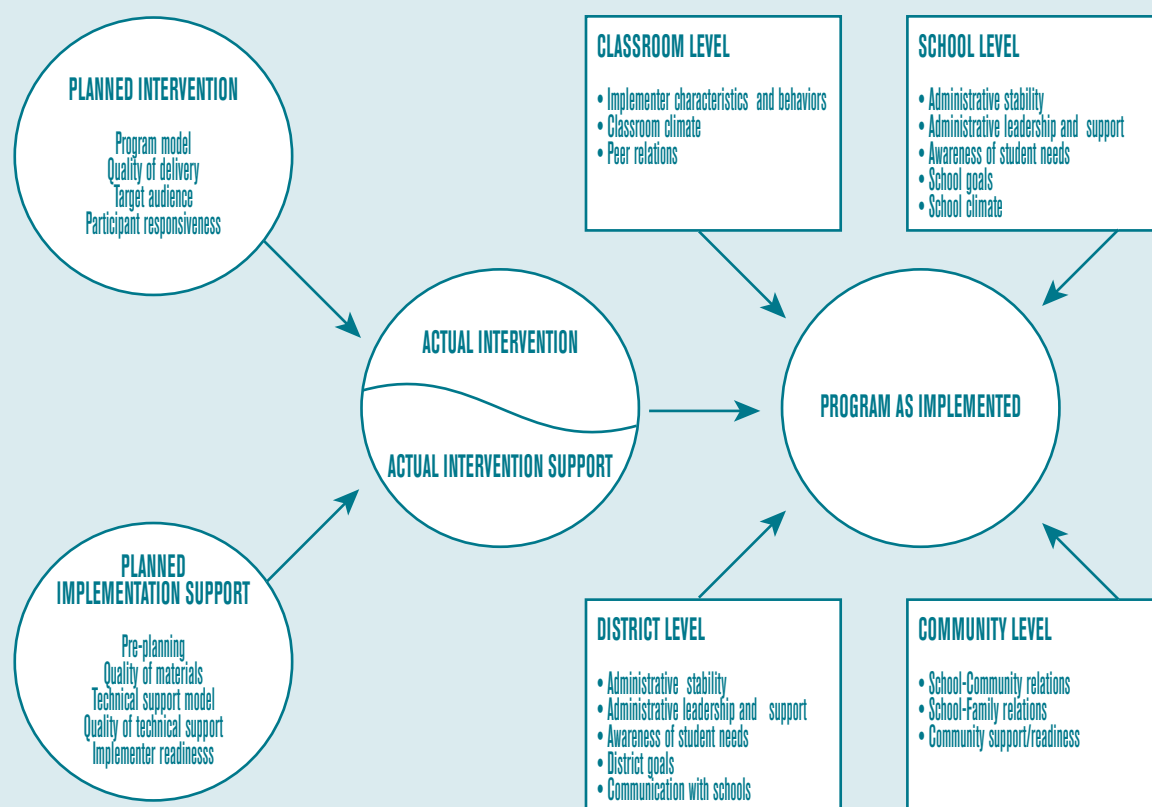 PLANNED INTERVENTION
Program model
Quality of delivery
Target audience
Participant responsiveness
PLANNED
IMPLEMENTATION SUPPORT
Pre-planning
Quality of materials
Technical support model
Quality of technical support
Implementer readinesss
ACTUAL INTERVENTION
ACTUAL INTERVENTION SUPPORT
CLASSROOM LEVEL
• Implementer characteristics and behaviors
• Classroom climate
• Peer relations
SCHOOL LEVEL
• Administrative stability
• Administrative leadership and support
• Awareness of student needs
• School goals
• School climate
PROGRAM AS IMPLEMENTED
DISTRICT LEVEL
• Administrative stability
• Administrative leadership and support
• Awareness of student needs
• District goals
• Communication with schools
COMMUNITY LEVEL
• School-Community relations
• School-Family relations
• Community support/readiness